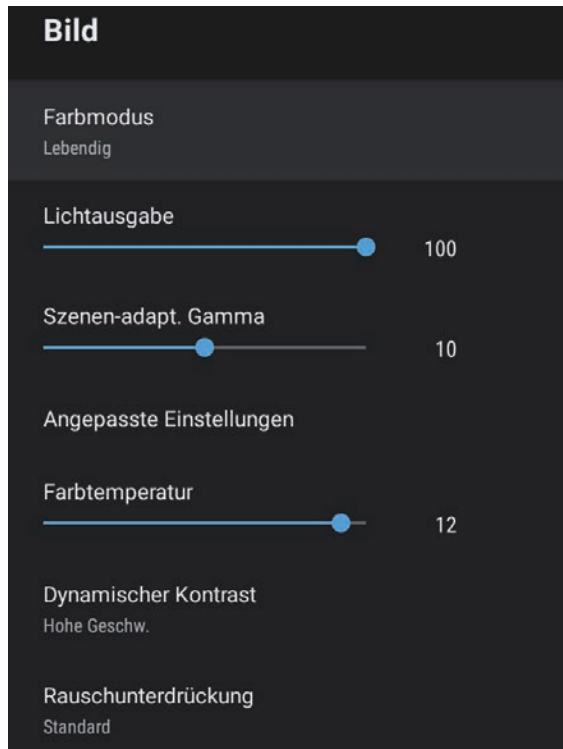 Bild
Farbmodus
Lebendig
Lichtausgabe
100
Szenen-adapt. Gamma
10
Angepasste Einstellungen
Farbtemperatur
12
Dynamischer Kontrast
Hohe Geschw.
Rauschunterdrückung
Standard